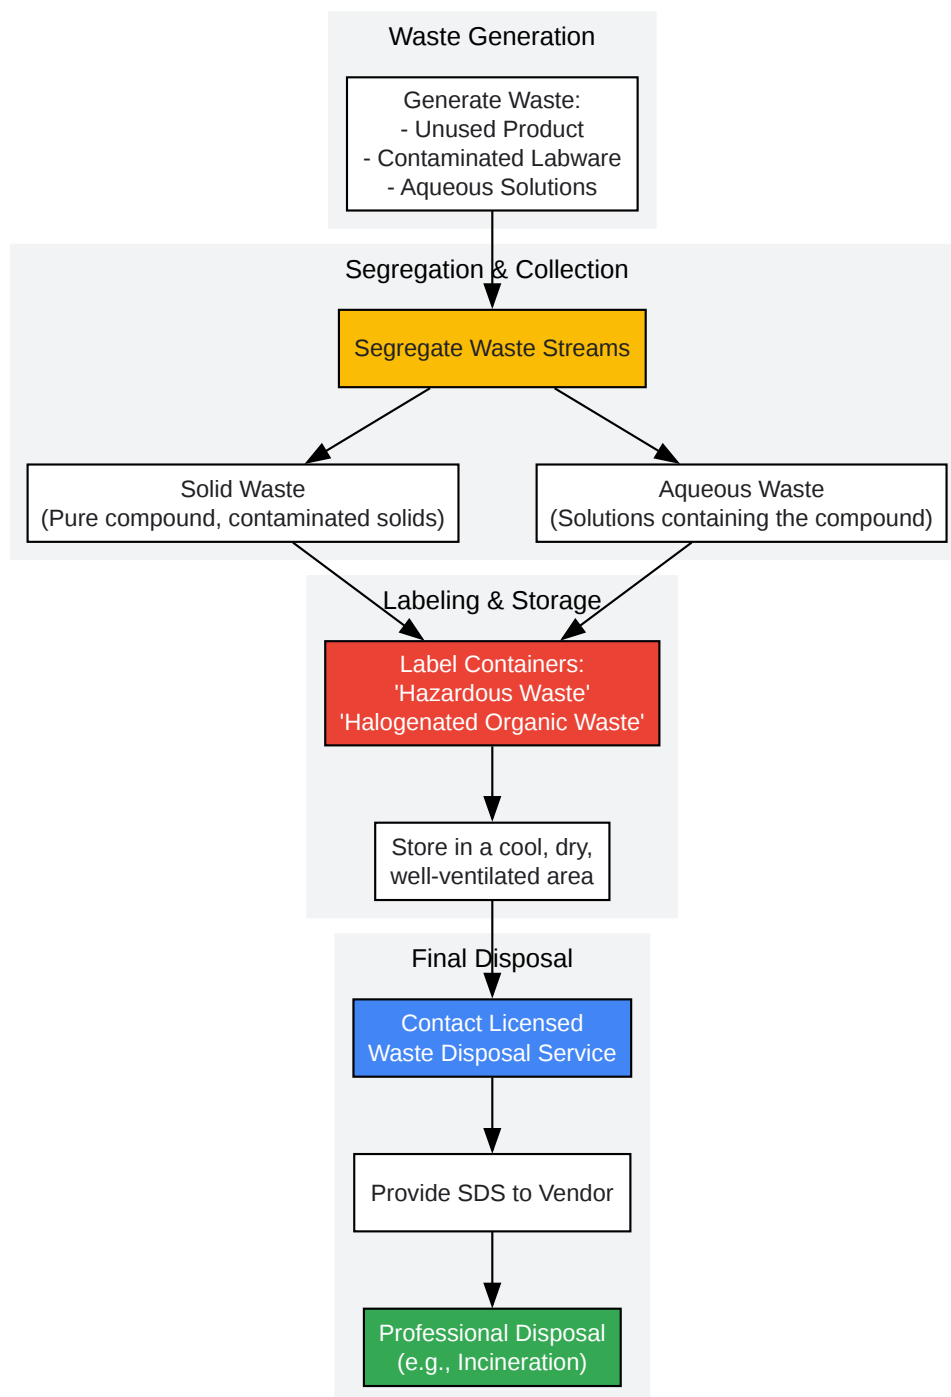 Waste Generation
Generate Waste:
- Unused Product
- Contaminated Labware
- Aqueous Solutions
Segregation & Collection
Segregate Waste Streams
Solid Waste
(Pure compound, contaminated solids)
Aqueous Waste
(Solutions containing the compound)
Labeling & Storage
Label Containers:
'Hazardous Waste'
'Halogenated Organic Waste'
Store in a cool, dry,
well-ventilated area
Final Disposal
Contact Licensed
Waste Disposal Service
Provide SDS to Vendor
Professional Disposal
(e.g., Incineration)